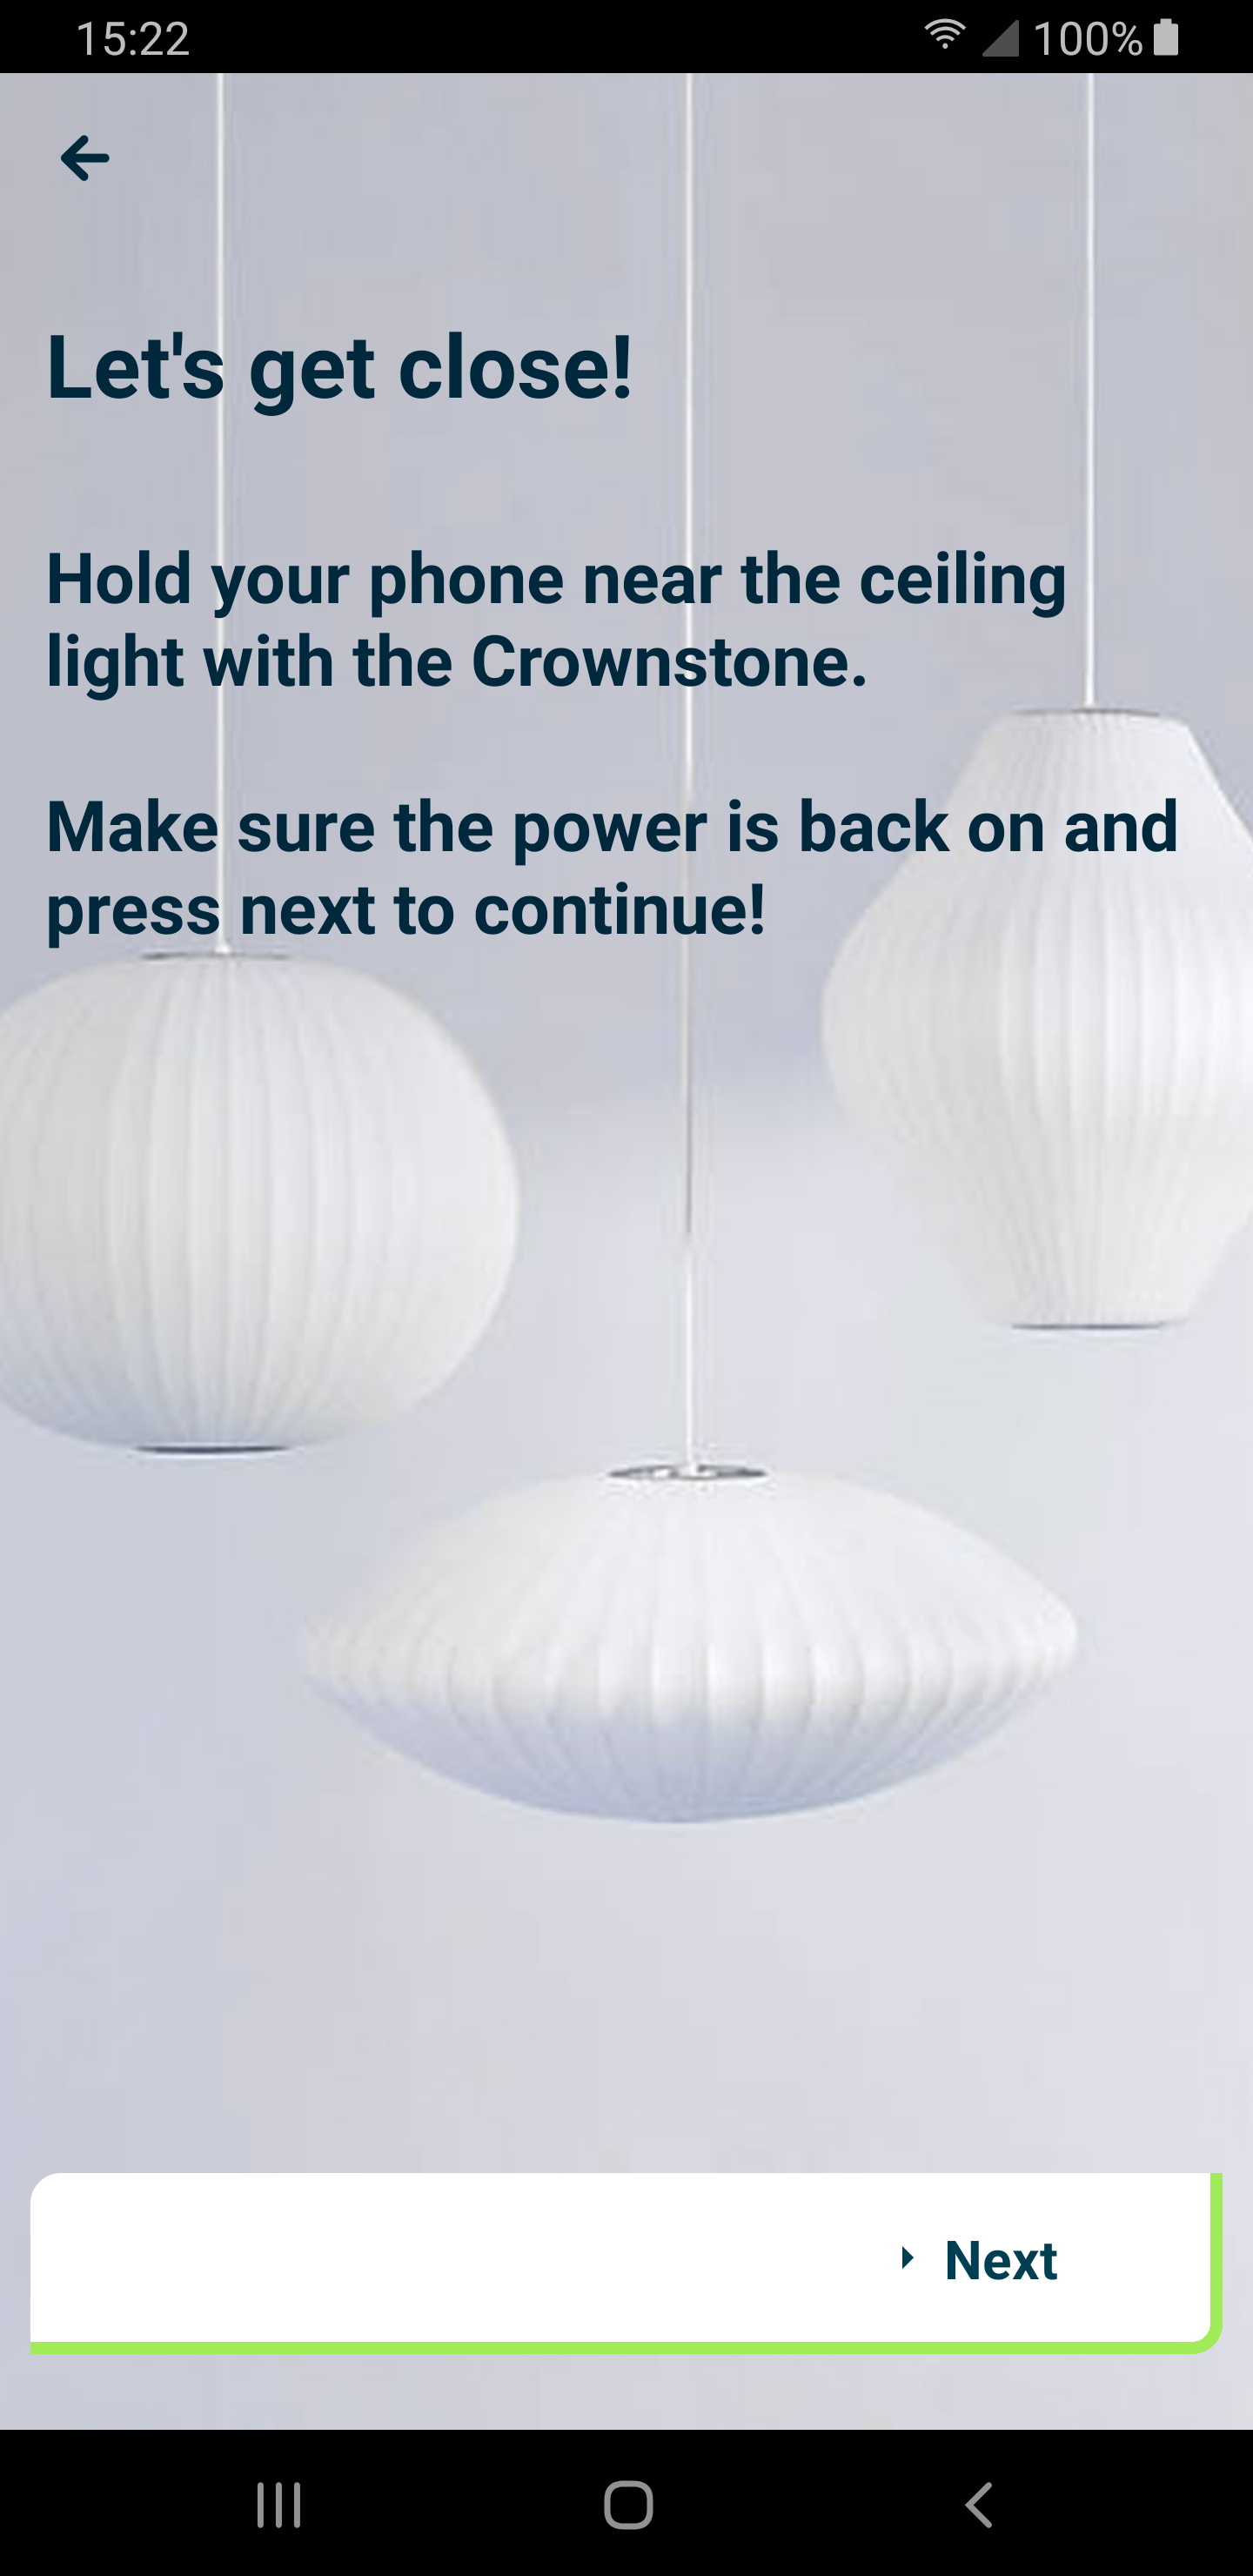 15:22
100%
Let's get close!
Hold your phone near the ceiling
light with the Crownstone.
Make sure the power is back on and
press next to continue!
Next